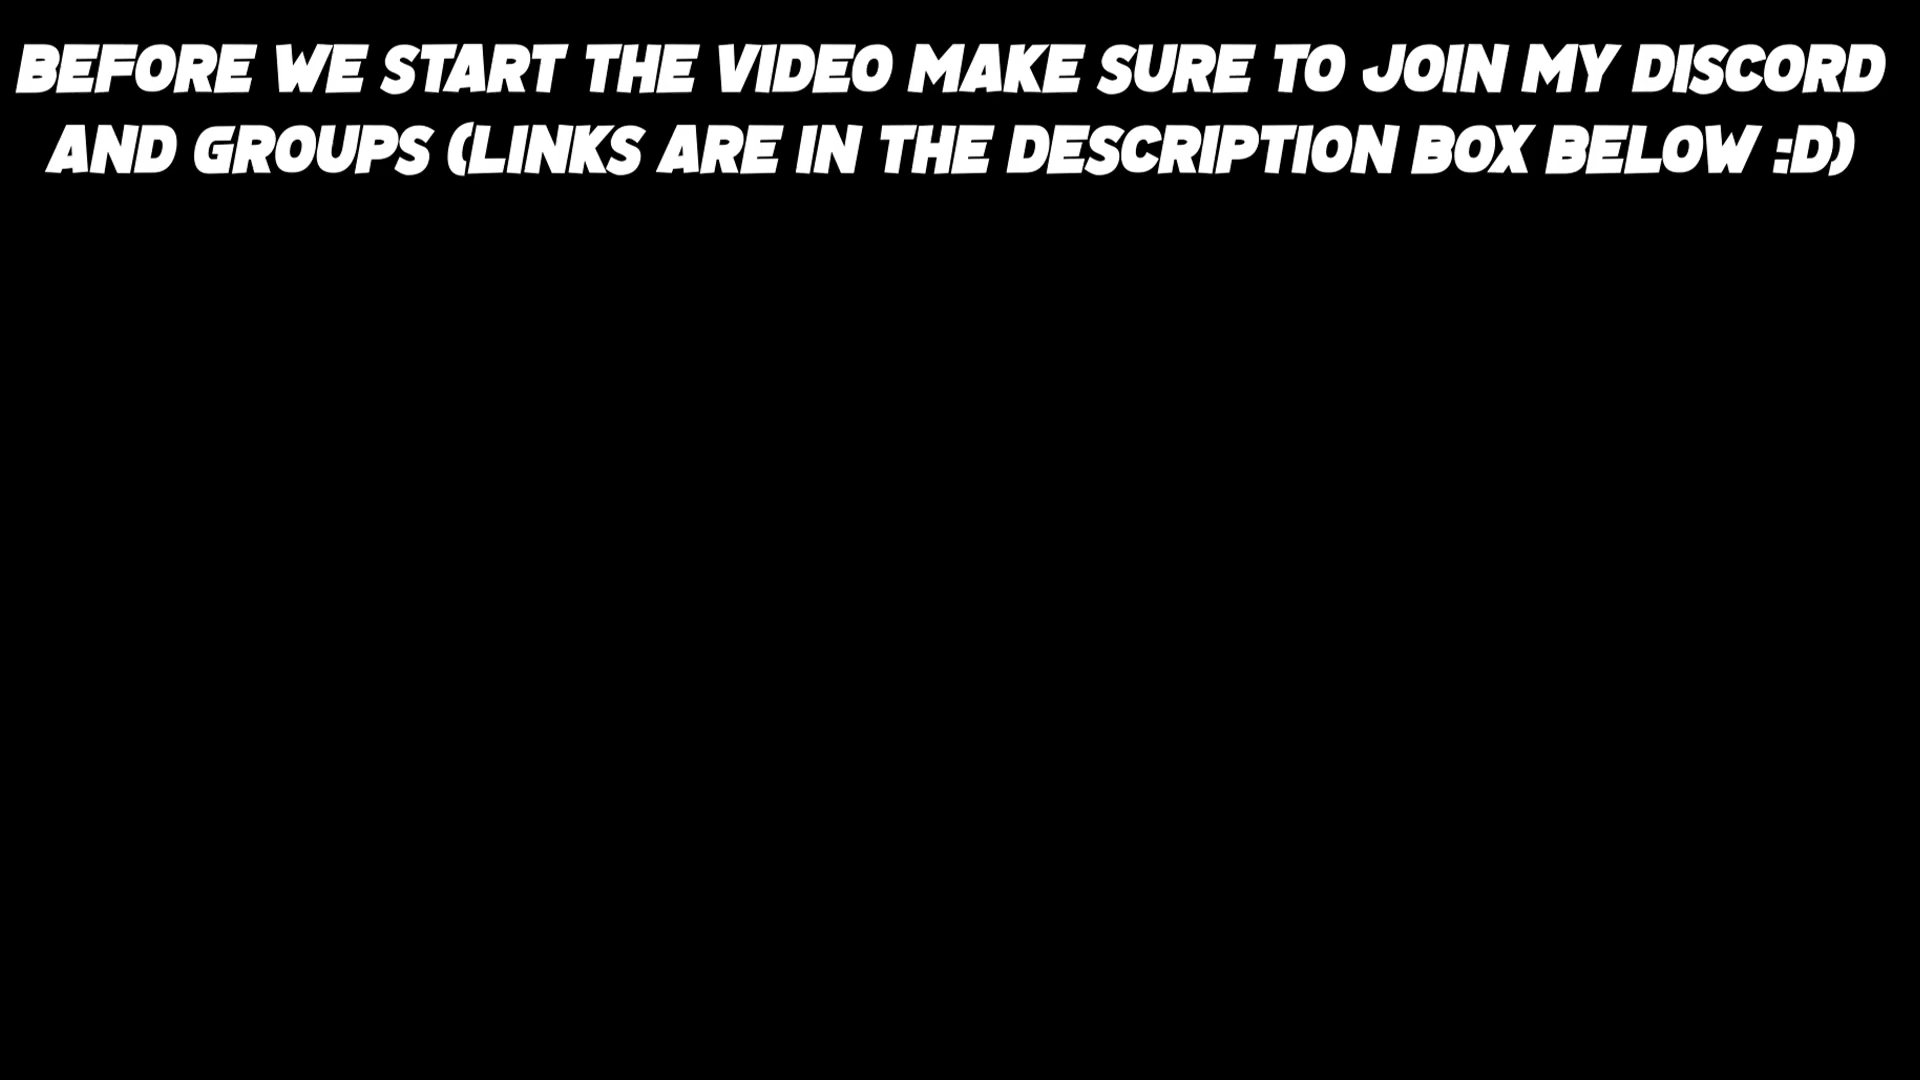 BEFORE WE START THE VIDEO MAKE SURE TO JOIN MY DISCORD
AND GROUPS (LINKS ARE IN THE DESCRIPTION BOX BELOW :D)